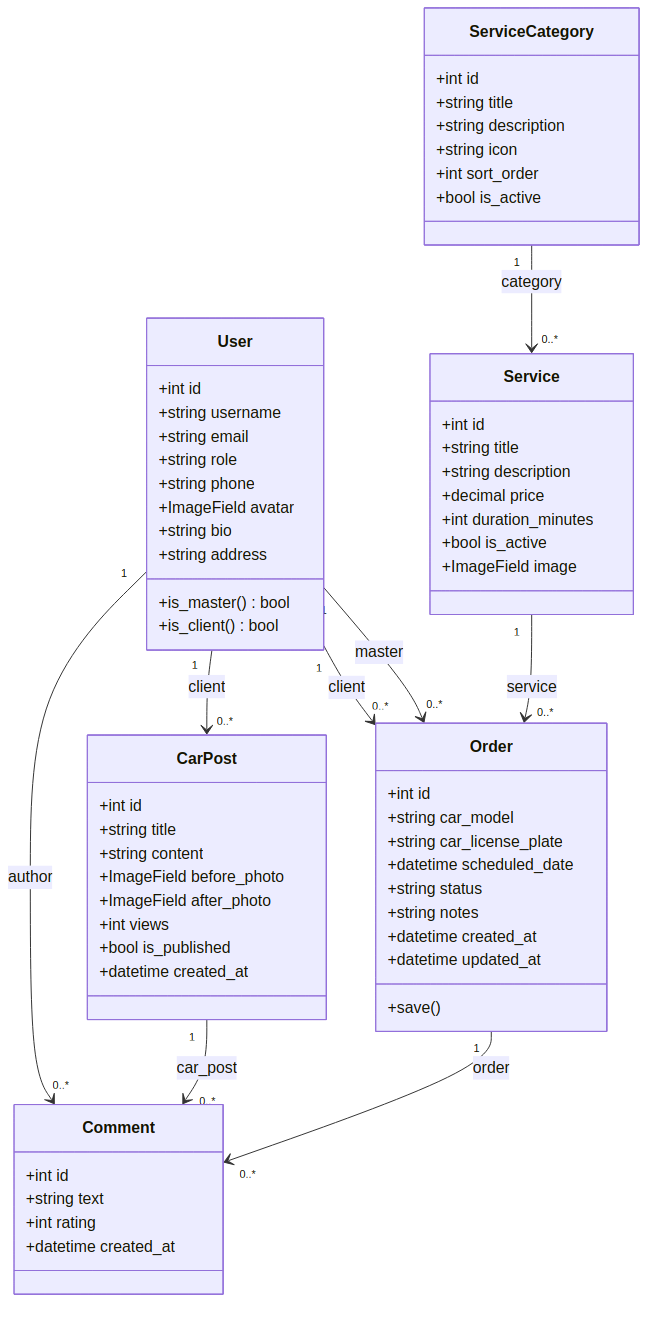 ServiceCategory
+int id
+string title
+string description
+string icon
+int sort_order
+bool is_active
1
category
0..*
User
+int id
+string username
+string email
+string role
+string phone
+ImageField avatar
+string bio
+string address
+is_master() : bool
+is_client() : bool
Service
+int id
+string title
+string description
+decimal price
+int duration_minutes
+bool is_active
+ImageField image
1
1
1
1
1
master
client
client
service
0..*
0..*
0..*
0..*
CarPost
+int id
+string title
+string content
+ImageField before_photo
+ImageField after_photo
+int views
+bool is_published
+datetime created_at
Order
+int id
+string car_model
+string car_license_plate
+datetime scheduled_date
+string status
+string notes
+datetime created_at
+datetime updated_at
+save()
author
1
car_post
0..*
1
order
0..*
0..*
Comment
+int id
+string text
+int rating
+datetime created_at